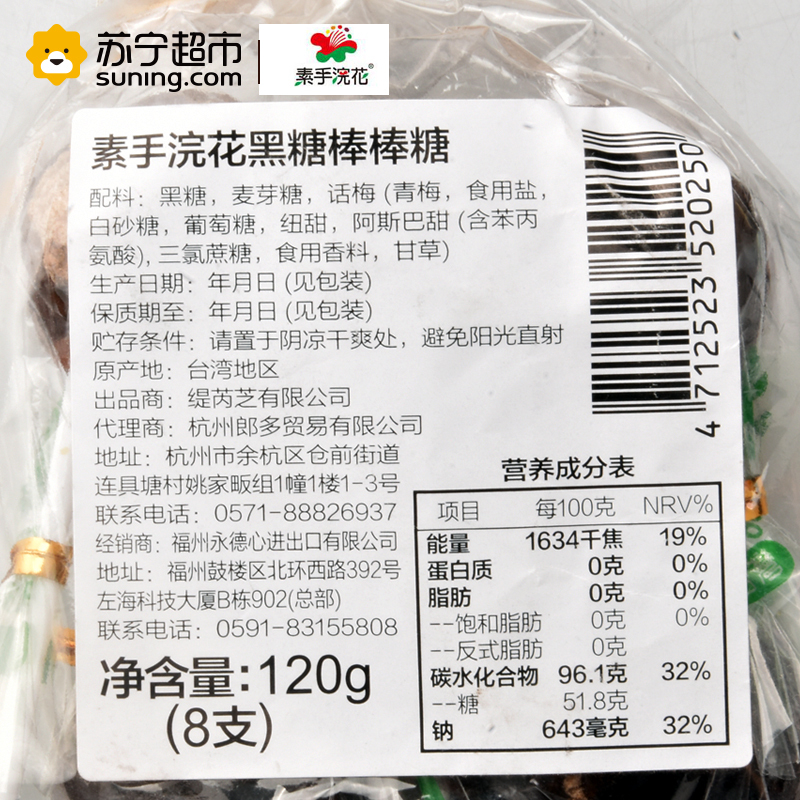 苏宁超市
suning.com
素手浣花®
素手浣花黑糖棒棒糖
配料：黑糖，麦芽糖，话梅 (青梅，食用盐，
白砂糖，葡萄糖，纽甜，阿斯巴甜 (含苯丙
氨酸), 三氯蔗糖，食用香料，甘草)
生产日期：年月日 (见包装)
保质期至：年月日 (见包装)
贮存条件：请置于阴凉干爽处，避免阳光直射
原产地：台湾地区
出品商：缇芮芝有限公司
代理商：杭州郎多贸易有限公司
地址：杭州市余杭区仓前街道
连具塘村姚家畈组1幢1楼1-3号
联系电话：0571-88826937
经销商：福州永德心进出口有限公司
地址：福州鼓楼区北环西路392号
左海科技大厦B栋902(总部)
联系电话：0591-83155808
净含量:120g
(8支)
4 712523 520250
营养成分表
项目 每100克 NRV%
能量 1634千焦 19%
蛋白质 0克 0%
脂肪 0克 0%
--饱和脂肪 0克 0%
--反式脂肪 0克
碳水化合物 96.1克 32%
--糖 51.8克
钠 643毫克 32%